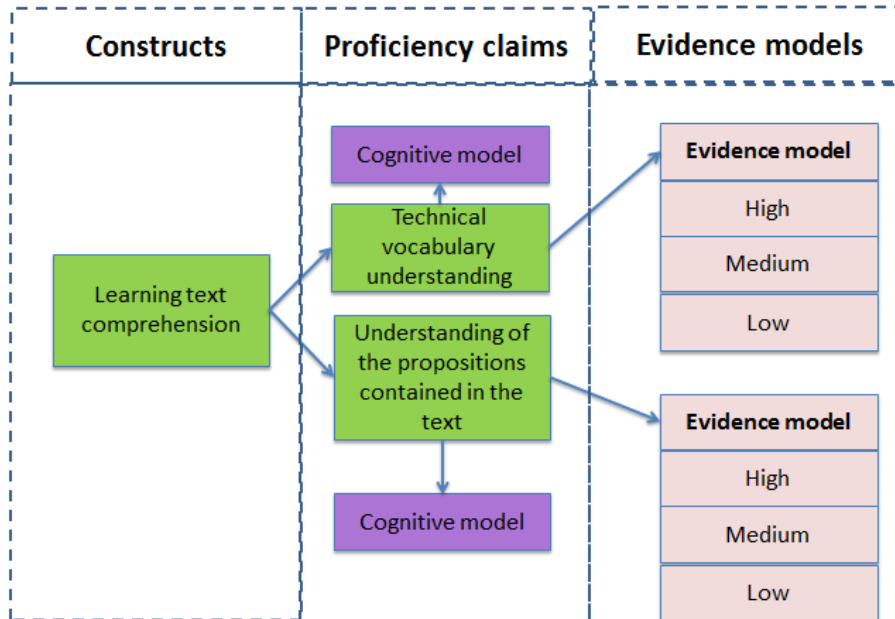 Constructs
Proficiency claims
Evidence models
Learning text
comprehension
Cognitive model
Technical
vocabulary
understanding
Understanding of
the propositions
contained in the
text
Cognitive model
Evidence model
High
Medium
Low
Evidence model
High
Medium
Low